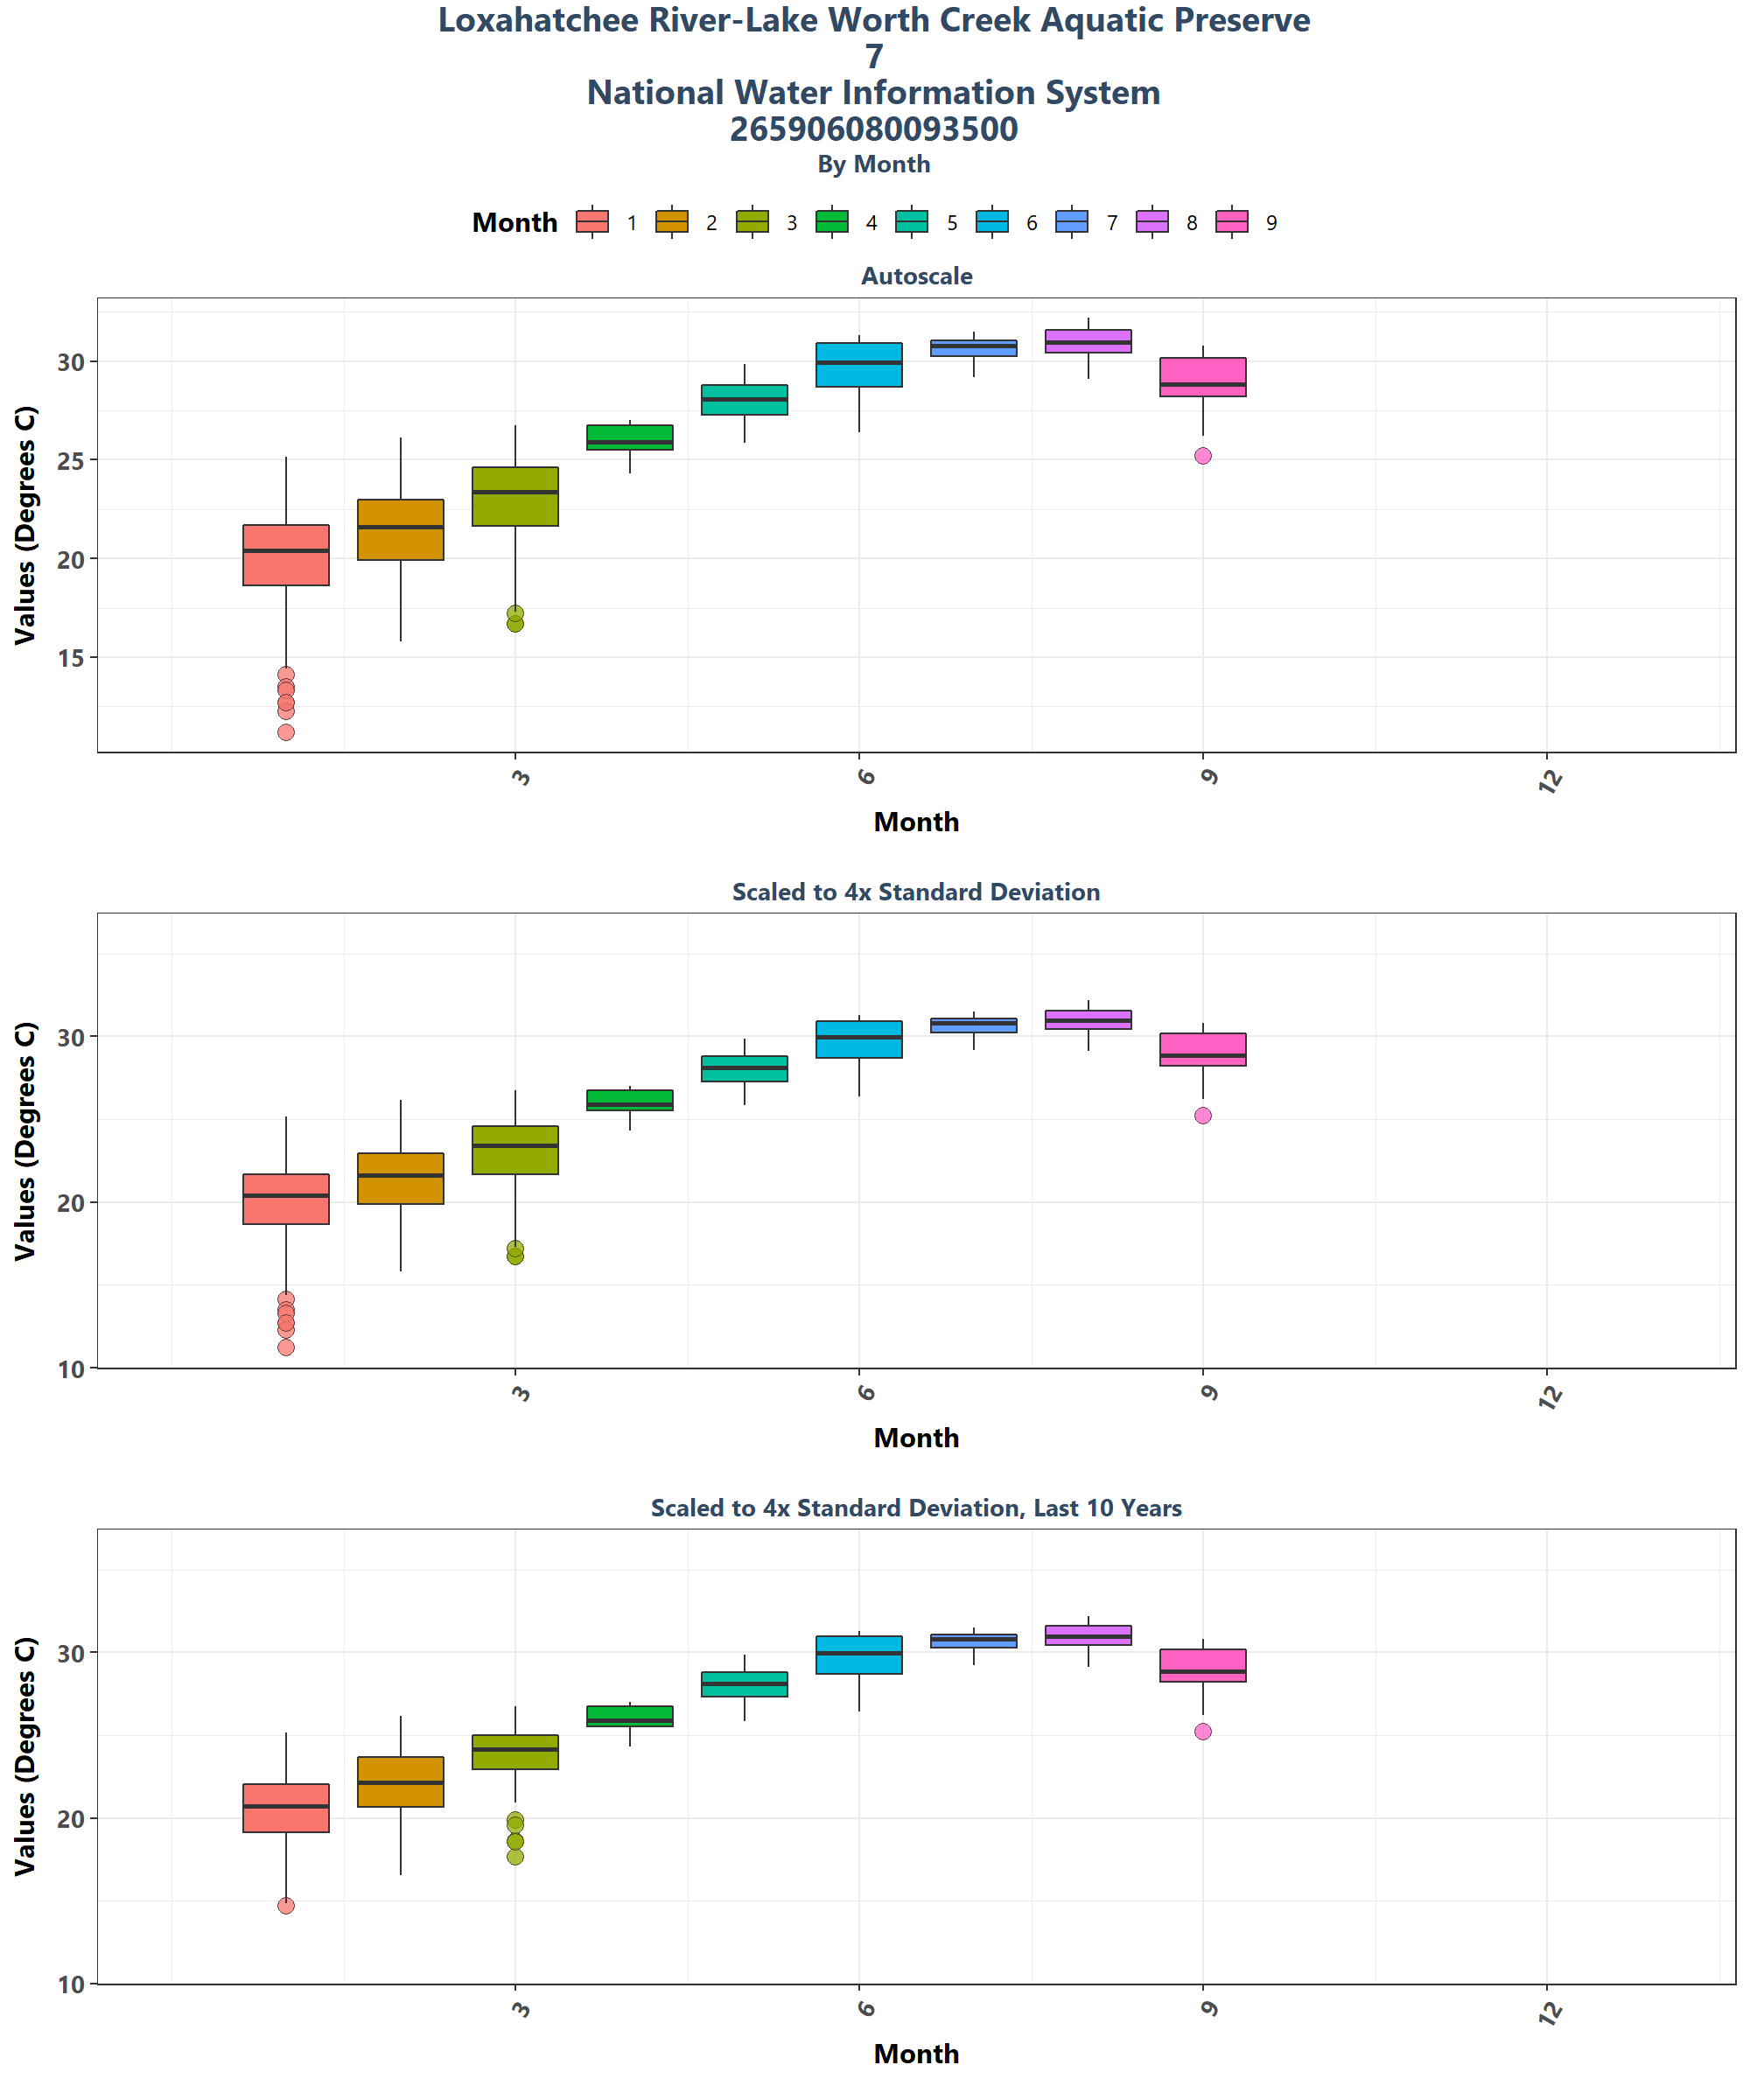 Loxahatchee River-Lake Worth Creek Aquatic Preserve
7
National Water Information System
265906080093500
By Month
Month 1 2 3 4 5 6 7 8 9
Autoscale
Values (Degrees C)
30
25
20
15
3 6 9 12
Month
Scaled to 4x Standard Deviation
Values (Degrees C)
30
20
10
3 6 9 12
Month
Scaled to 4x Standard Deviation, Last 10 Years
Values (Degrees C)
30
20
10
3 6 9 12
Month